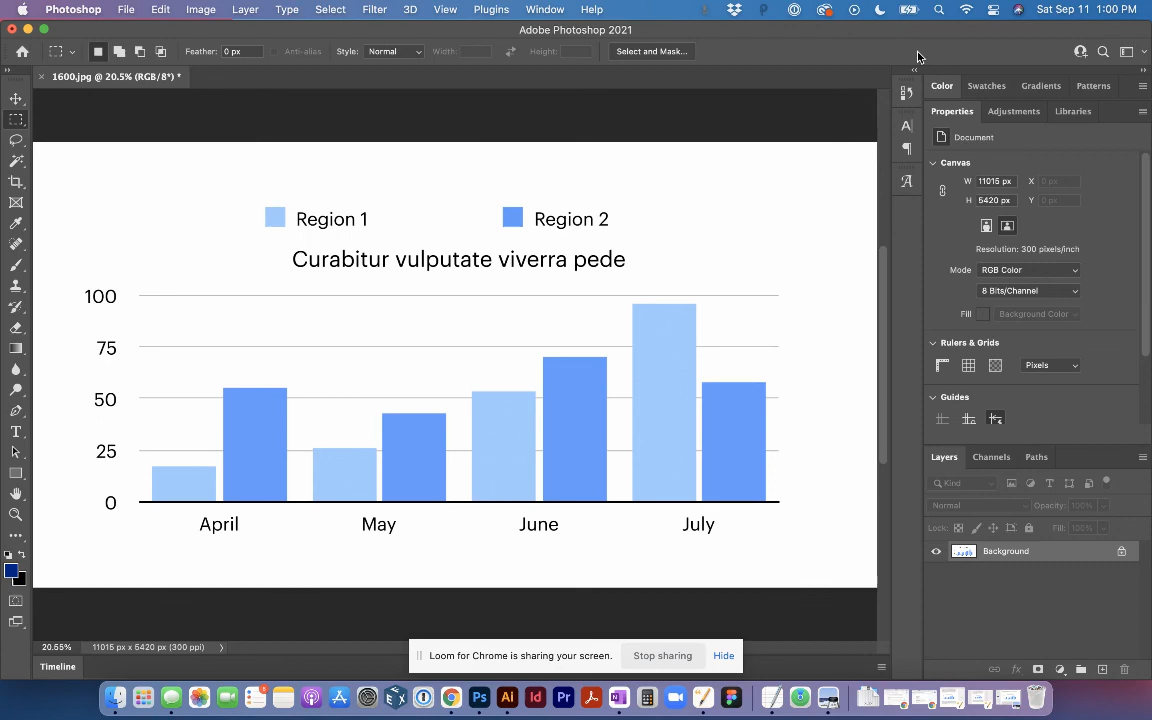 Photoshop File Edit Image Layer Type Select Filter 3D View Plugins Window Help Sat Sep 11 1:00 PM
Adobe Photoshop 2021
Feather: 0 px Anti-alias Style: Normal Width: Height: Select and Mask...
1600.jpg @ 20.5% (RGB/8*) *
Color Swatches Gradients Patterns
Properties Adjustments Libraries
Document
Canvas
W 11015 px X 0 px
H 5420 px Y 0 px
Resolution: 300 pixels/inch
Mode RGB Color
8 Bits/Channel
Fill Background Color
Rulers & Grids
Pixels
Guides
Layers Channels Paths
Kind
Normal Opacity: 100%
Lock: Fill: 100%
Background
Region 1 Region 2
Curabitur vulputate viverra pede
100
75
50
25
0
April May June July
Loom for Chrome is sharing your screen. Stop sharing Hide
20.55% 11015 px x 5420 px (300 ppi)
Timeline